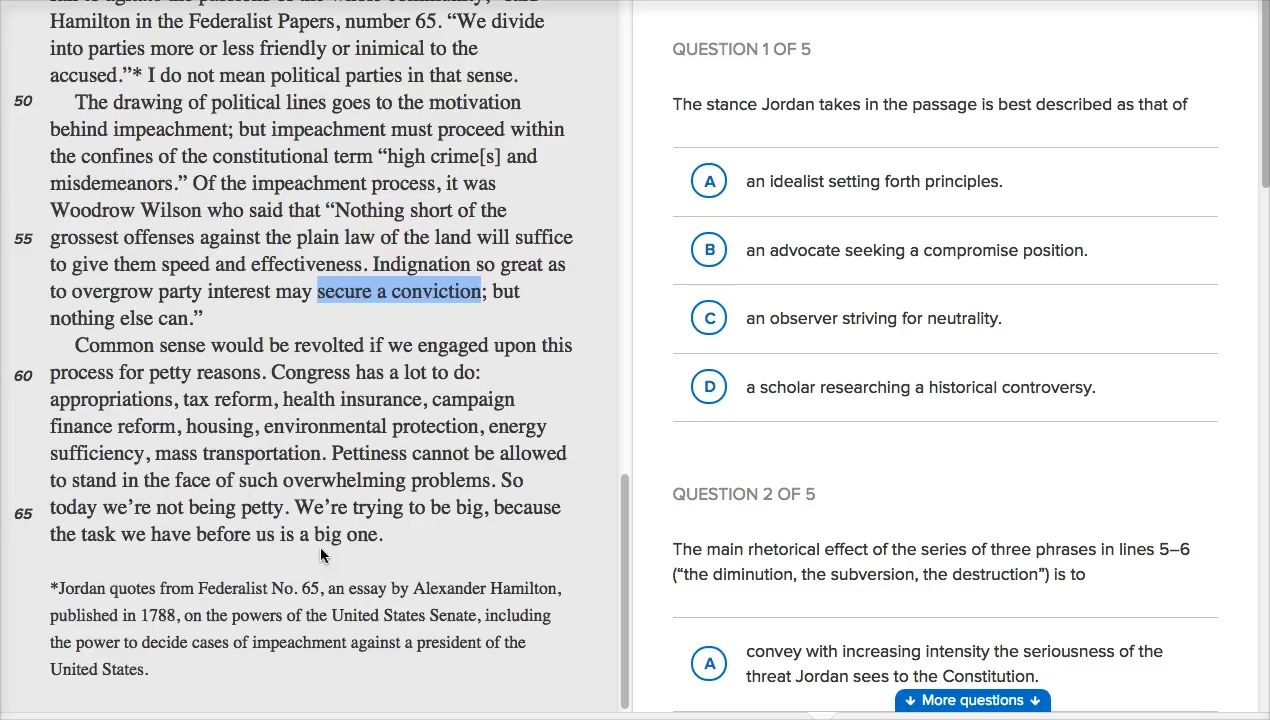 fail to agitate the passions of the whole community," said
Hamilton in the Federalist Papers, number 65. “We divide
into parties more or less friendly or inimical to the
accused.”* I do not mean political parties in that sense.
50 The drawing of political lines goes to the motivation
behind impeachment; but impeachment must proceed within
the confines of the constitutional term “high crime[s] and
misdemeanors.” Of the impeachment process, it was
Woodrow Wilson who said that “Nothing short of the
55 grossest offenses against the plain law of the land will suffice
to give them speed and effectiveness. Indignation so great as
to overgrow party interest may secure a conviction; but
nothing else can.”
Common sense would be revolted if we engaged upon this
60 process for petty reasons. Congress has a lot to do:
appropriations, tax reform, health insurance, campaign
finance reform, housing, environmental protection, energy
sufficiency, mass transportation. Pettiness cannot be allowed
to stand in the face of such overwhelming problems. So
65 today we’re not being petty. We’re trying to be big, because
the task we have before us is a big one.
*Jordan quotes from Federalist No. 65, an essay by Alexander Hamilton,
published in 1788, on the powers of the United States Senate, including
the power to decide cases of impeachment against a president of the
United States.
QUESTION 1 OF 5
The stance Jordan takes in the passage is best described as that of
A an idealist setting forth principles.
B an advocate seeking a compromise position.
C an observer striving for neutrality.
D a scholar researching a historical controversy.
QUESTION 2 OF 5
The main rhetorical effect of the series of three phrases in lines 5–6
(“the diminution, the subversion, the destruction”) is to
A convey with increasing intensity the seriousness of the
threat Jordan sees to the Constitution.
More questions